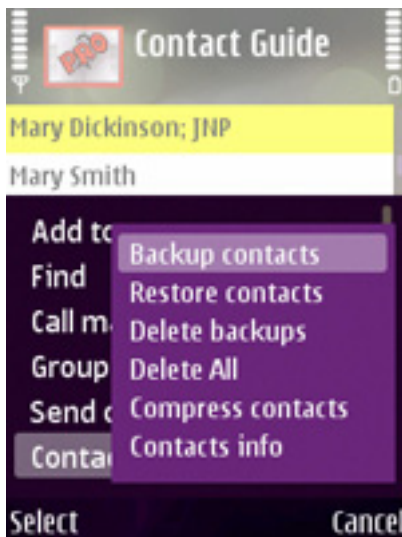 PRO
Contact Guide
Mary Dickinson; JNP
Mary Smith
Add to
Find
Call m
Group
Send
Conta
Backup contacts
Restore contacts
Delete backups
Delete All
Compress contacts
Contacts info
Select
Cancel